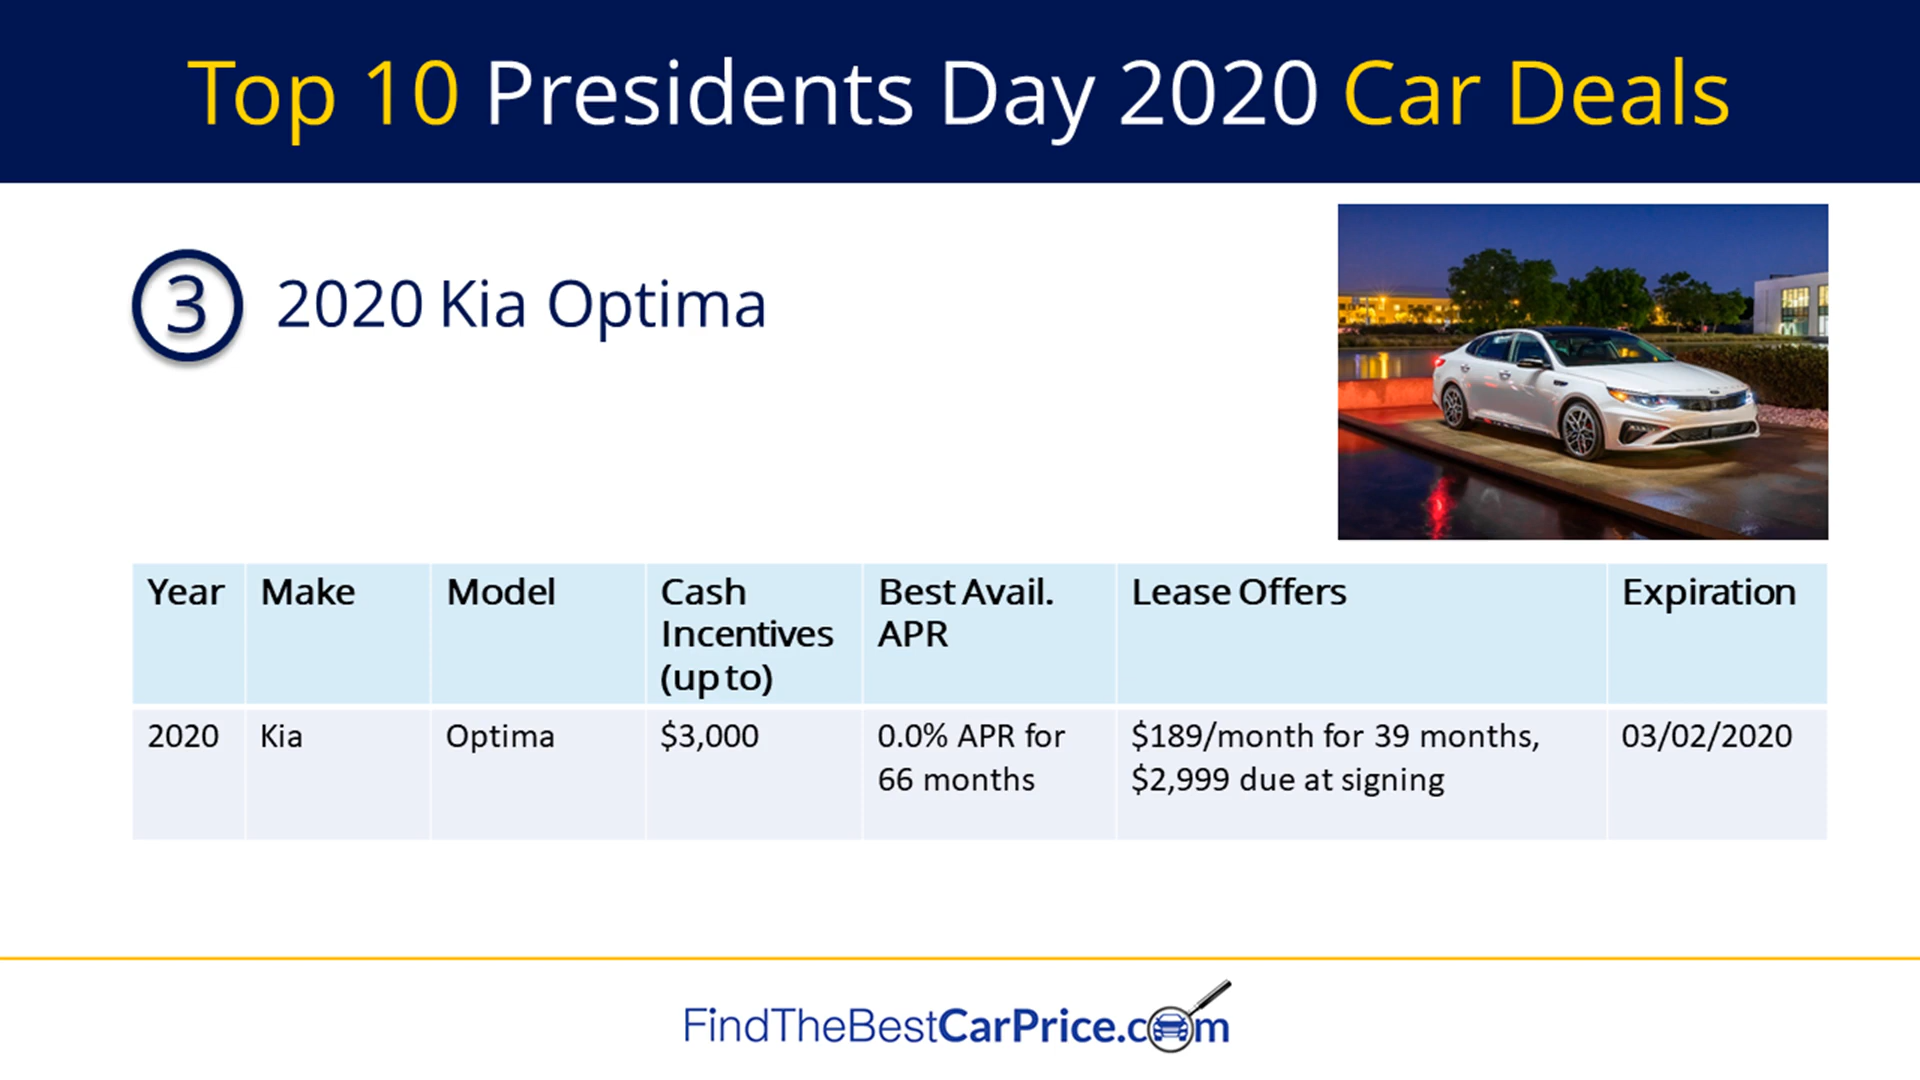 Top 10 Presidents Day 2020 Car Deals
3
2020 Kia Optima
Year
Make
Model
Cash
Incentives
(up to)
Best Avail.
APR
Lease Offers
Expiration
2020
Kia
Optima
$3,000
0.0% APR for
66 months
$189/month for 39 months,
$2,999 due at signing
03/02/2020
FindTheBestCarPrice.com